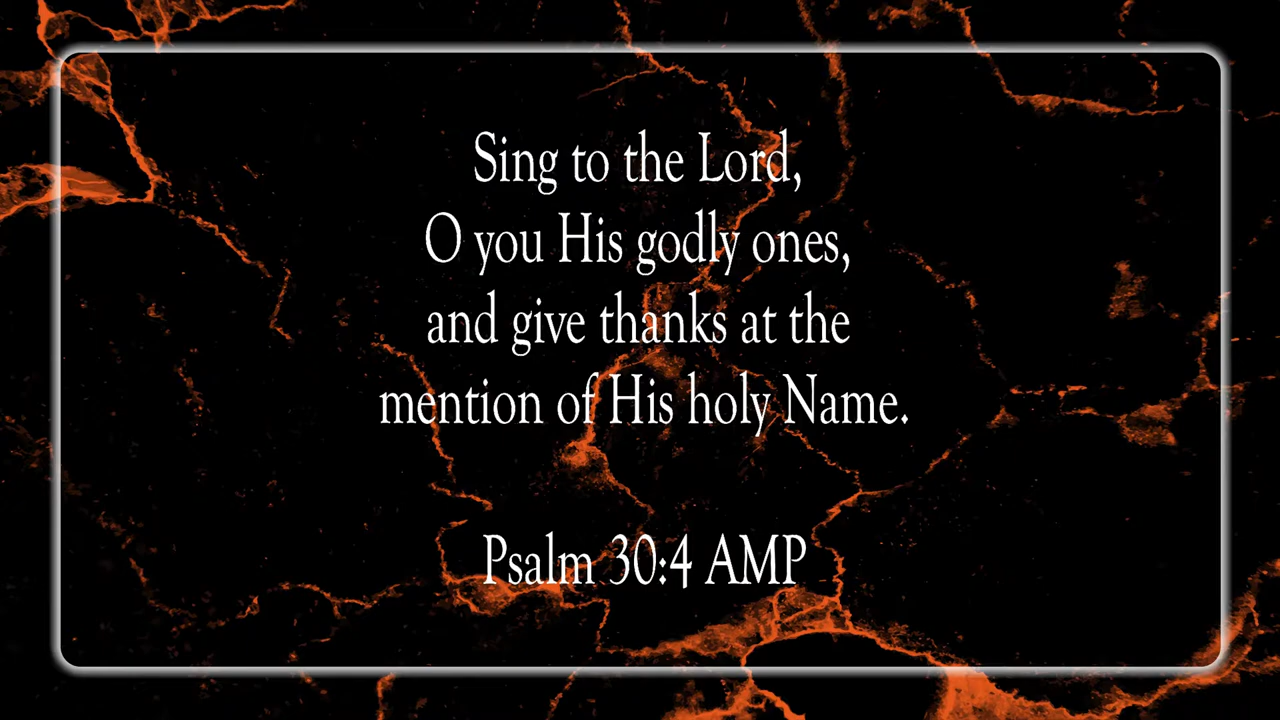 Sing to the Lord,
O you His godly ones,
and give thanks at the
mention of His holy Name.
Psalm 30:4 AMP